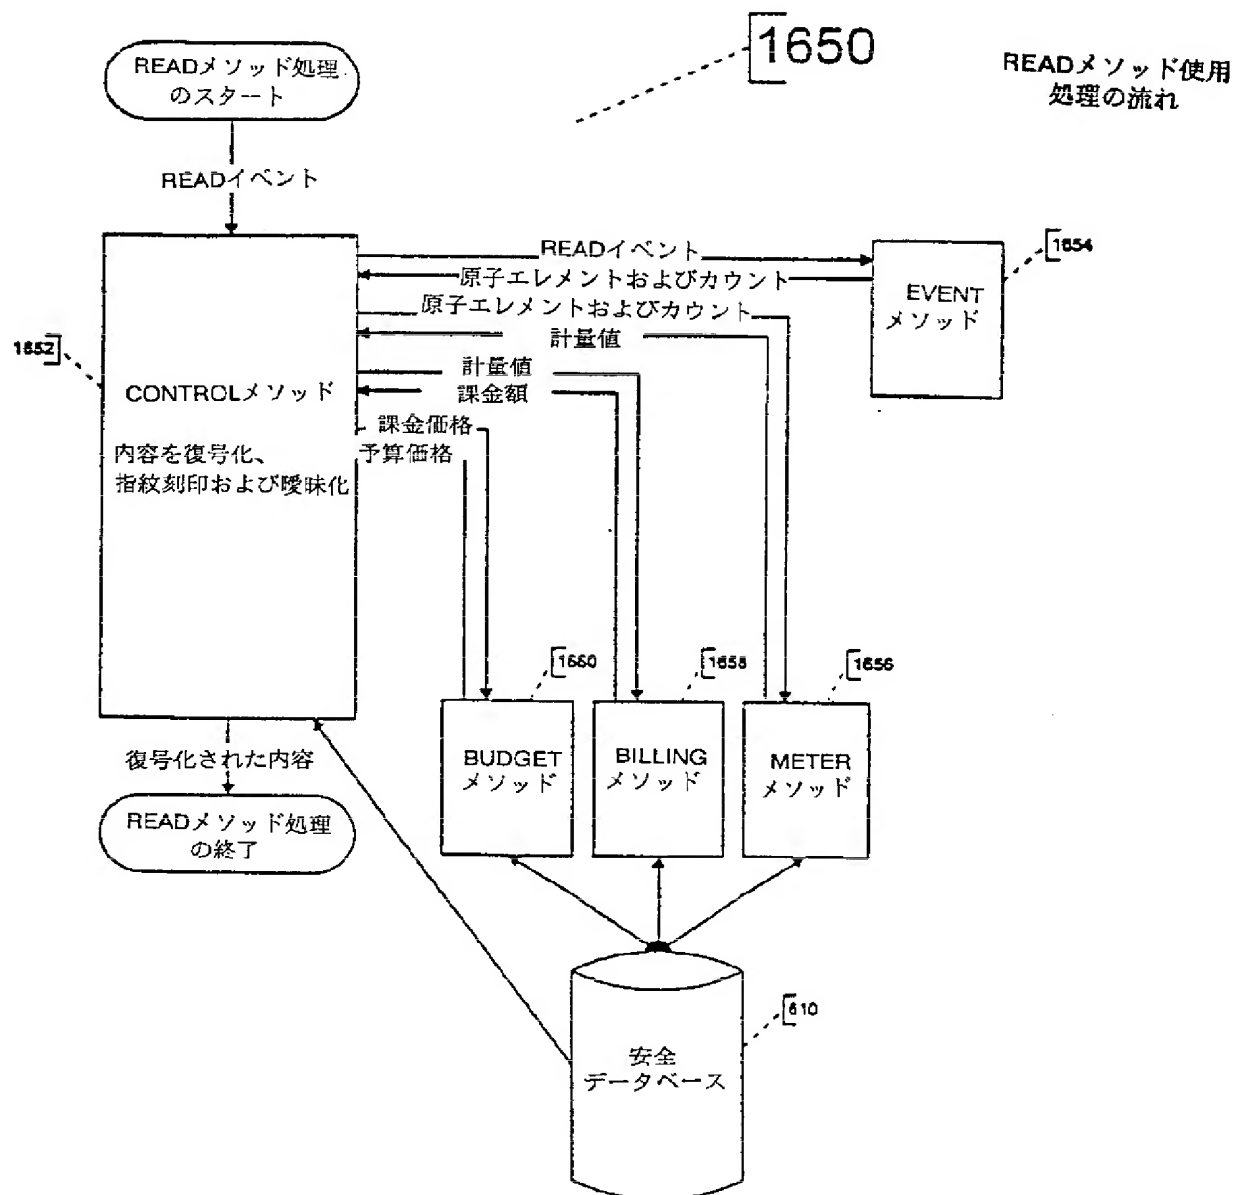 1650
READメソッド使用
処理の流れ
READメソッド処理
のスタート
READイベント
READイベント
1654
原子エレメントおよびカウント
EVENT
メソッド
原子エレメントおよびカウント
計量値
1652
計量値
CONTROLメソッド
課金額
課金価格
内容を復号化、
予算価格
指紋刻印および曖昧化
1660
1658
1656
復号化された内容
BUDGET
メソッド
BILLING
メソッド
METER
メソッド
READメソッド処理
の終了
610
安全
データベース